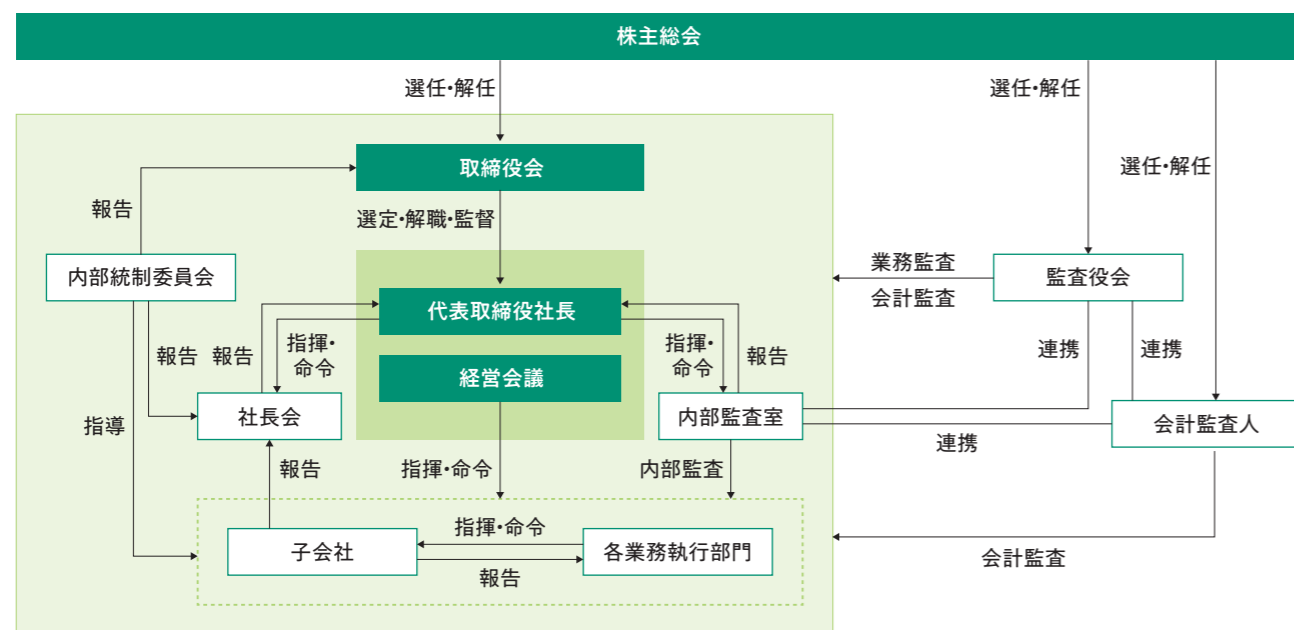 株主総会
選任・解任
選任・解任
選任・解任
取締役会
報告
選定・解職・監督
内部統制委員会
業務監査
会計監査
監査役会
代表取締役社長
報告
報告
指揮・
命令
指揮・
命令
報告
連携
連携
経営会議
社長会
内部監査室
会計監査人
指導
連携
報告
指揮・命令
内部監査
子会社
指揮・命令
報告
各業務執行部門
会計監査